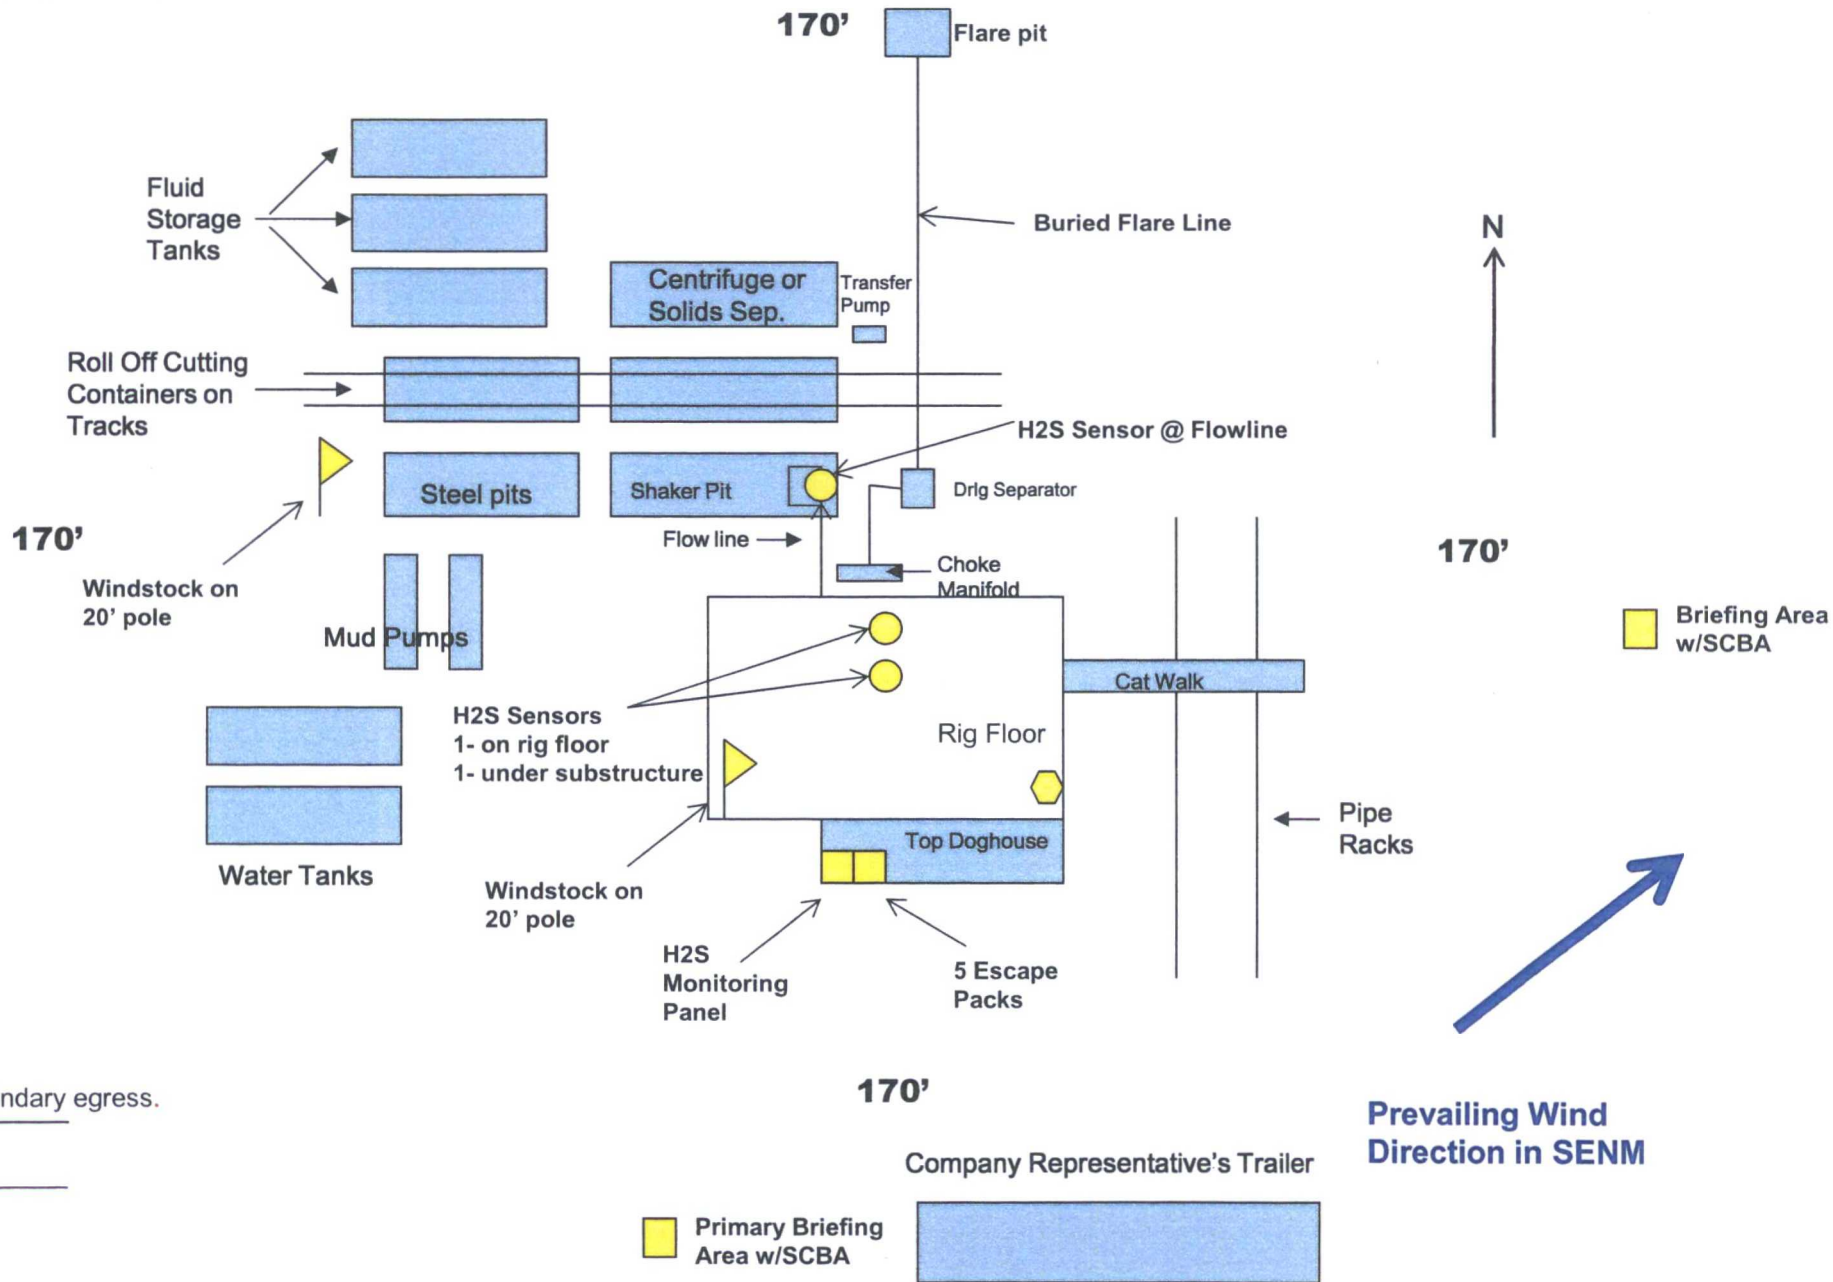 170’
Flare pit
Fluid
Storage
Tanks
Buried Flare Line
N
Centrifuge or
Solids Sep.
Transfer
Pump
Roll Off Cutting
Containers on
Tracks
H2S Sensor @ Flowline
Steel pits
Shaker Pit
Drlg Separator
170’
Flow line
170’
Windstock on
20’ pole
Choke
Manifold
Mud Pumps
Briefing Area
w/SCBA
Cat Walk
H2S Sensors
1- on rig floor
1- under substructure
Rig Floor
Pipe
Racks
Top Doghouse
Water Tanks
Windstock on
20’ pole
H2S
Monitoring
Panel
5 Escape
Packs
170’
ndary egress.
Prevailing Wind
Direction in SENM
Company Representative’s Trailer
Primary Briefing
Area w/SCBA